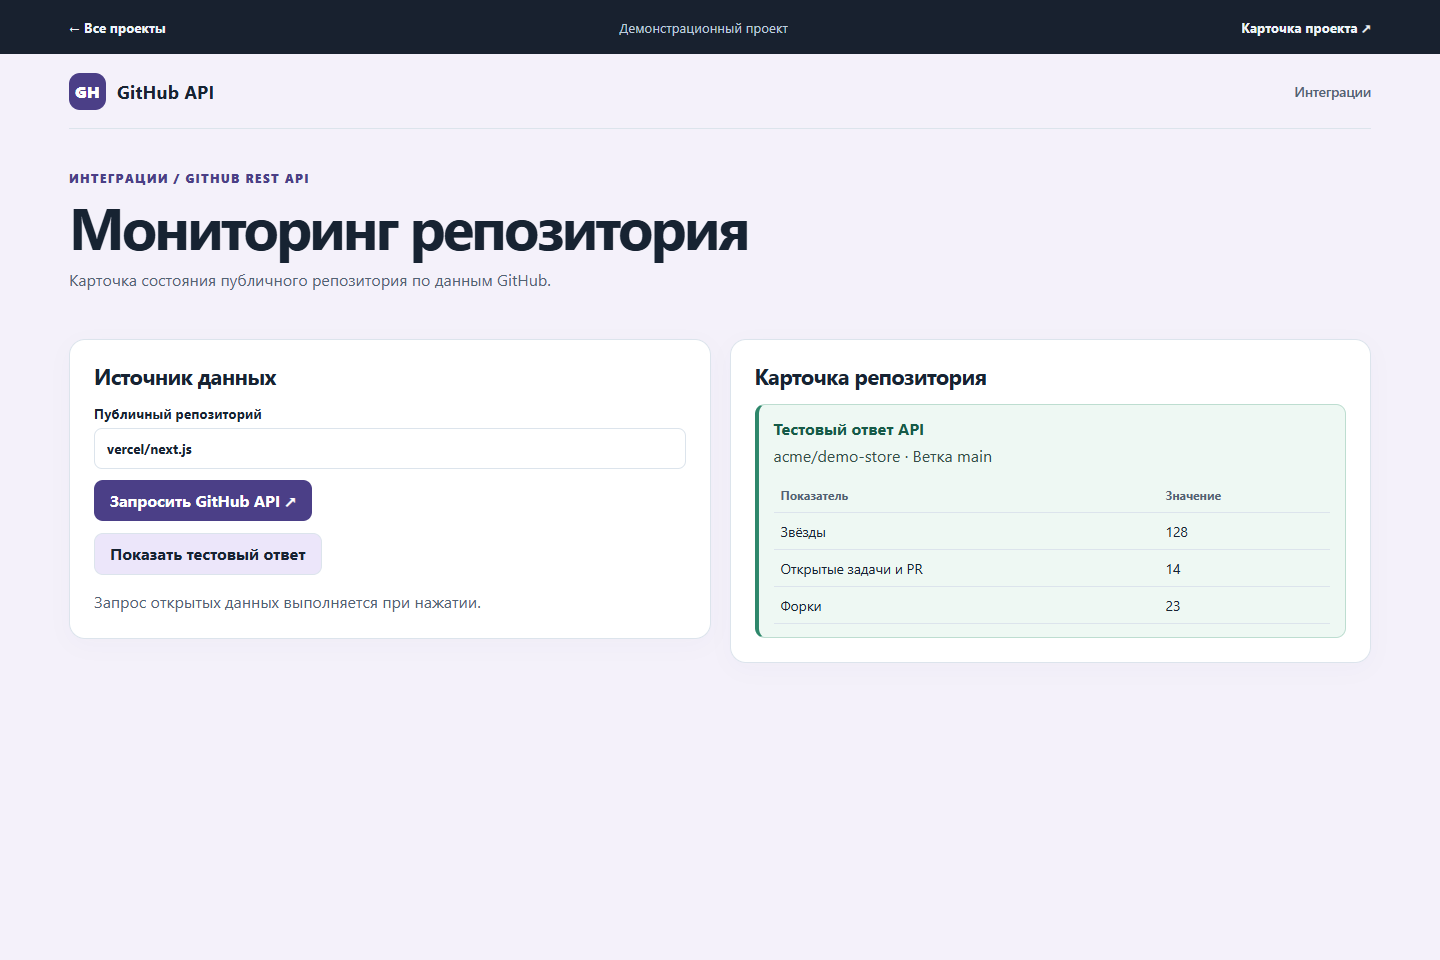 ← Все проекты
Демонстрационный проект
Карточка проекта ↗
GH GitHub API
Интеграции
ИНТЕГРАЦИИ / GITHUB REST API
Мониторинг репозитория
Карточка состояния публичного репозитория по данным GitHub.
Источник данных
Публичный репозиторий
vercel/next.js
Запросить GitHub API ↗
Показать тестовый ответ
Запрос открытых данных выполняется при нажатии.
Карточка репозитория
Тестовый ответ API
acme/demo-store · Ветка main
Показатель Значение
Звёзды 128
Открытые задачи и PR 14
Форки 23